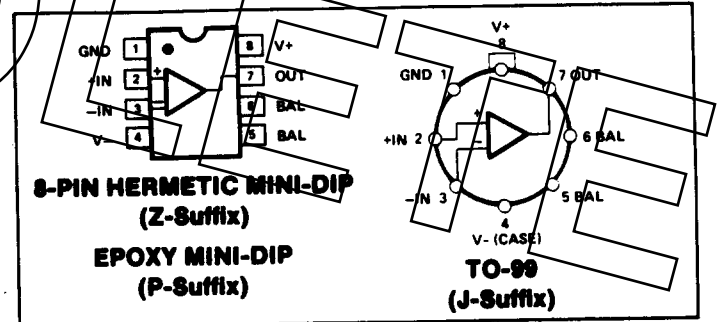 GND 1 8 V+
+IN 2 + 7 OUT
−IN 3 − 6 BAL
V− 4 5 BAL
8-PIN HERMETIC MINI-DIP
(Z-Suffix)
EPOXY MINI-DIP
(P-Suffix)
V+
8
GND 1 7 OUT
+
+IN 2 6 BAL
−
−IN 3 5 BAL
4
V- (CASE)
TO-99
(J-Suffix)